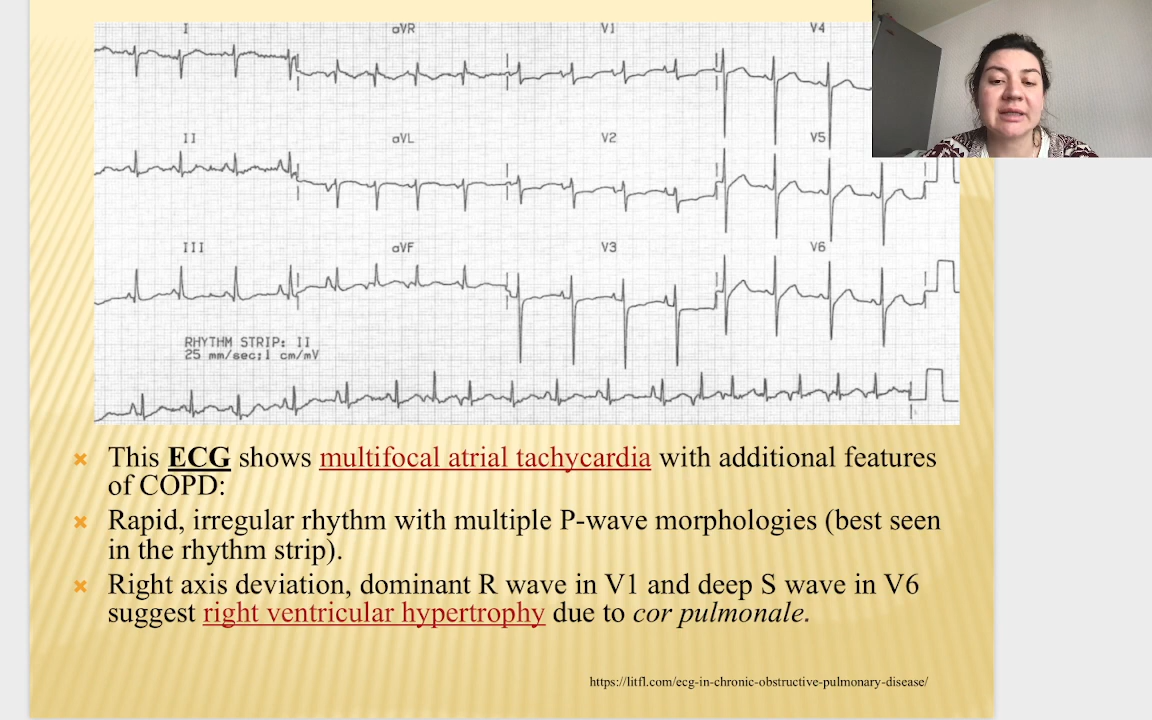 I aVR V1 V4
II aVL V2 V5
III aVF V3 V6
RHYTHM STRIP: II
25 mm/sec;1 cm/mV
This ECG shows multifocal atrial tachycardia with additional features
of COPD:
Rapid, irregular rhythm with multiple P-wave morphologies (best seen
in the rhythm strip).
Right axis deviation, dominant R wave in V1 and deep S wave in V6
suggest right ventricular hypertrophy due to cor pulmonale.
https://litfl.com/ecg-in-chronic-obstructive-pulmonary-disease/